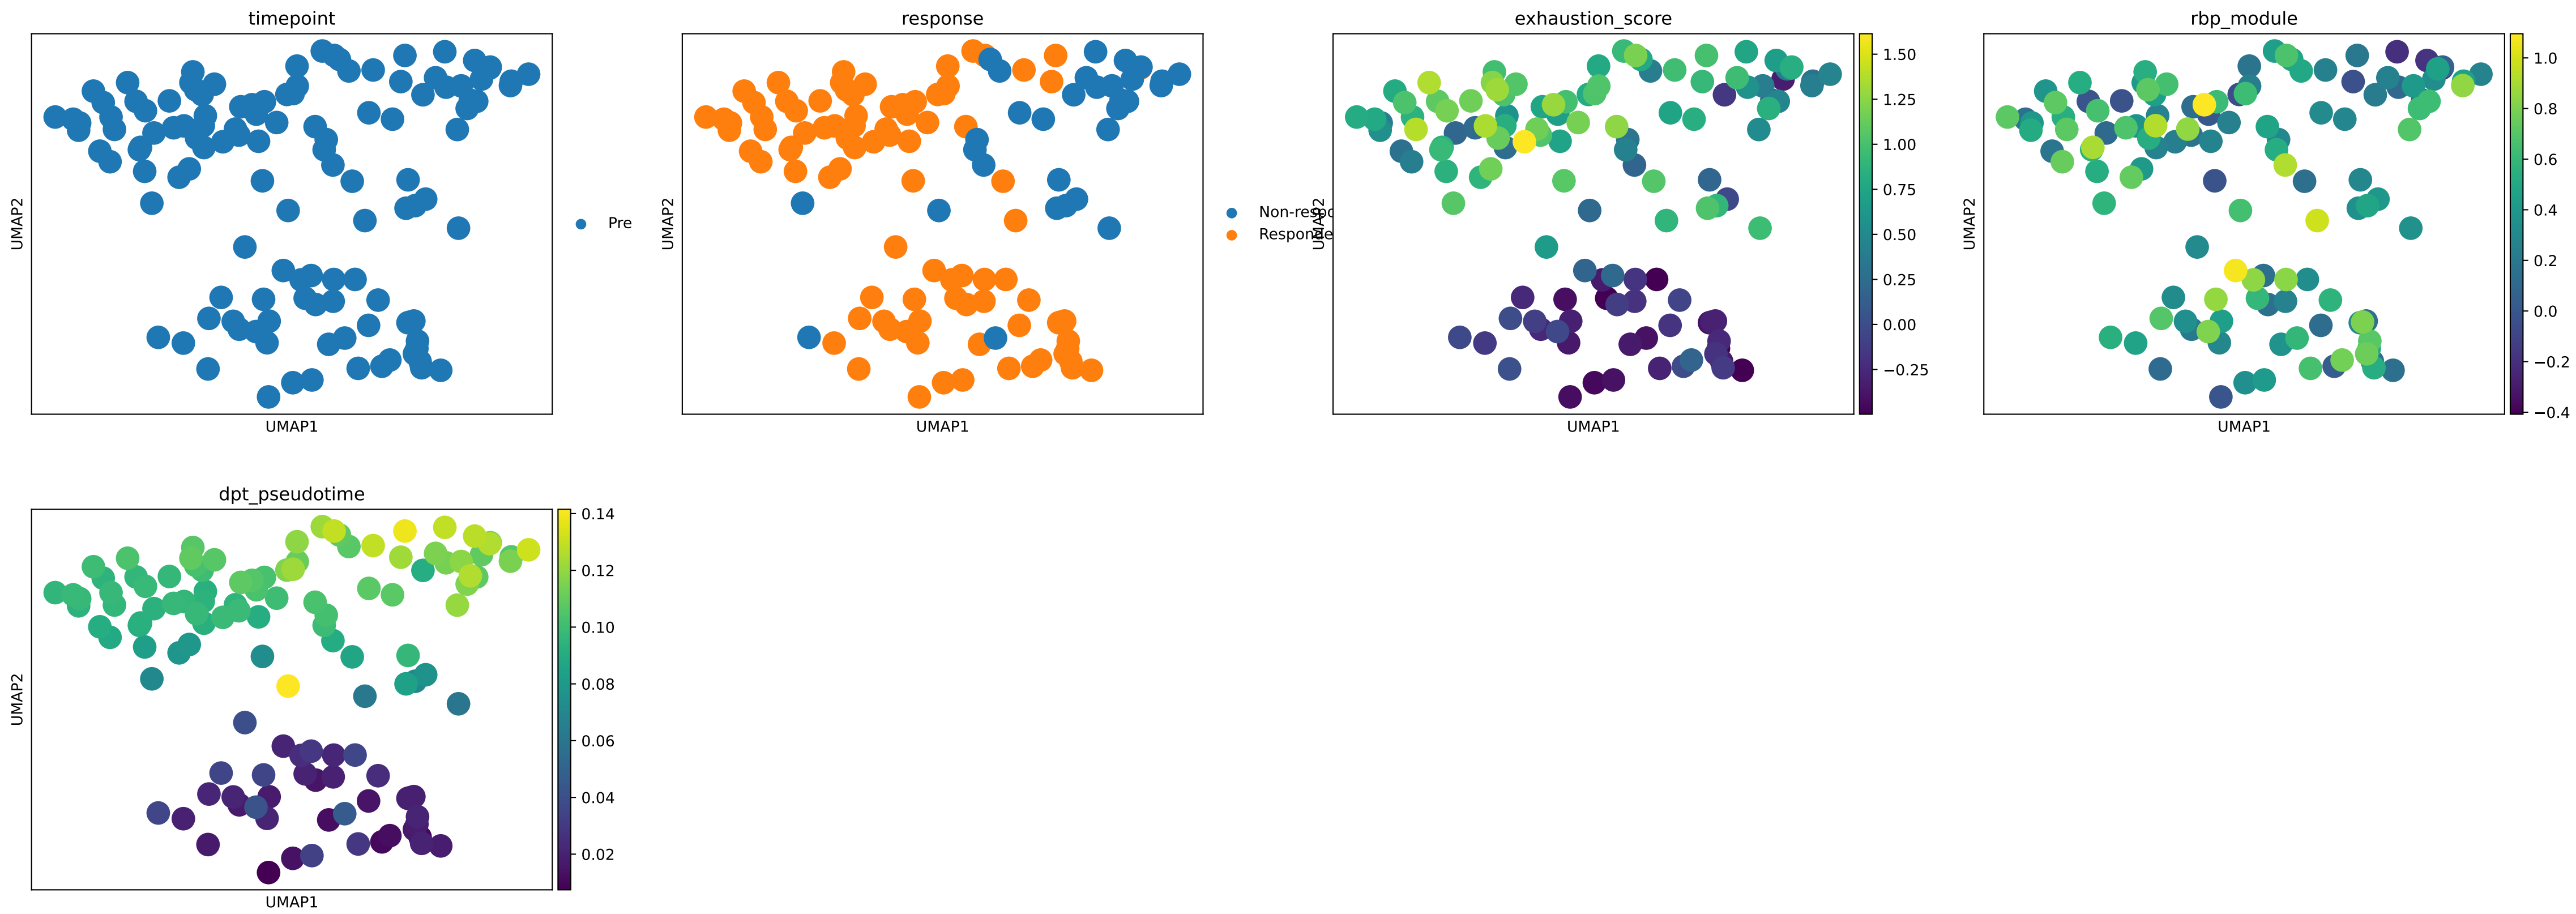 timepoint
UMAP2
UMAP1
Pre
response
UMAP2
UMAP1
Non-respo
Responde
exhaustion_score
UMAP2
UMAP1
1.50
1.25
1.00
0.75
0.50
0.25
0.00
−0.25
rbp_module
UMAP2
UMAP1
1.0
0.8
0.6
0.4
0.2
0.0
−0.2
−0.4
dpt_pseudotime
UMAP2
UMAP1
0.14
0.12
0.10
0.08
0.06
0.04
0.02